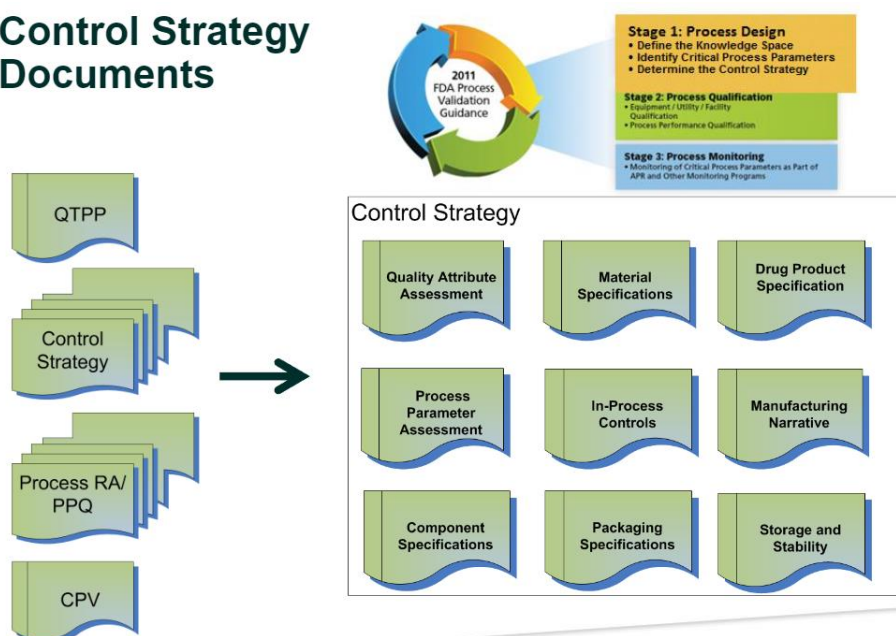 Control Strategy
Documents
2011
FDA Process
Validation
Guidance
Stage 1: Process Design
• Define the Knowledge Space
• Identify Critical Process Parameters
• Determine the Control Strategy
Stage 2: Process Qualification
• Equipment / Utility / Facility
Qualification
• Process Performance Qualification
Stage 3: Process Monitoring
• Monitoring of Critical Process Parameters as Part of
APR and Other Monitoring Programs
QTPP
Control
Strategy
Process RA/
PPQ
CPV
Control Strategy
Quality Attribute
Assessment
Material
Specifications
Drug Product
Specification
Process
Parameter
Assessment
In-Process
Controls
Manufacturing
Narrative
Component
Specifications
Packaging
Specifications
Storage and
Stability